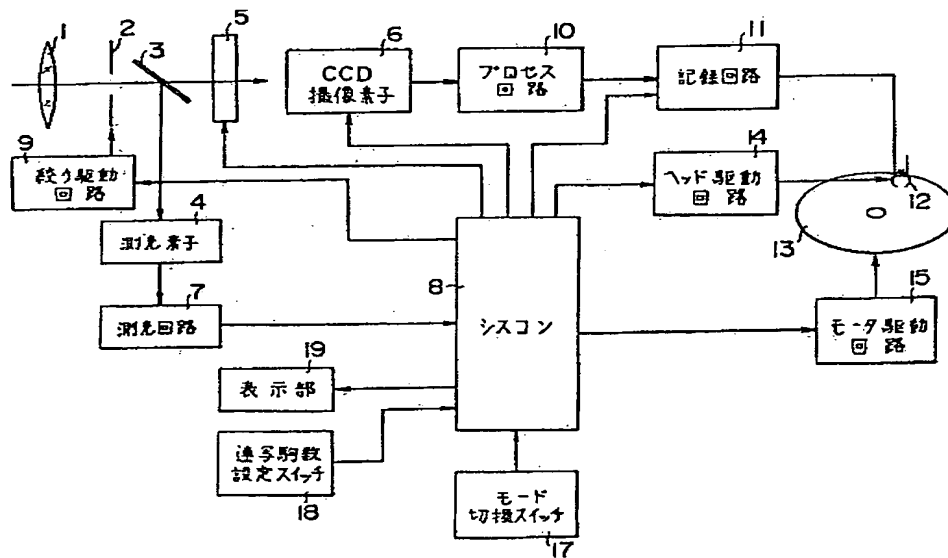 1
2
3
5
6
CCD
撮像素子
10
プロセス
回路
11
記録回路
9
絞り駆動
回路
14
ヘッド駆動
回路
12
13
4
測光素子
7
測光回路
8
シスコン
15
モータ駆動
回路
19
表示部
連写駒数
設定スイッチ
18
モード
切換スイッチ
17